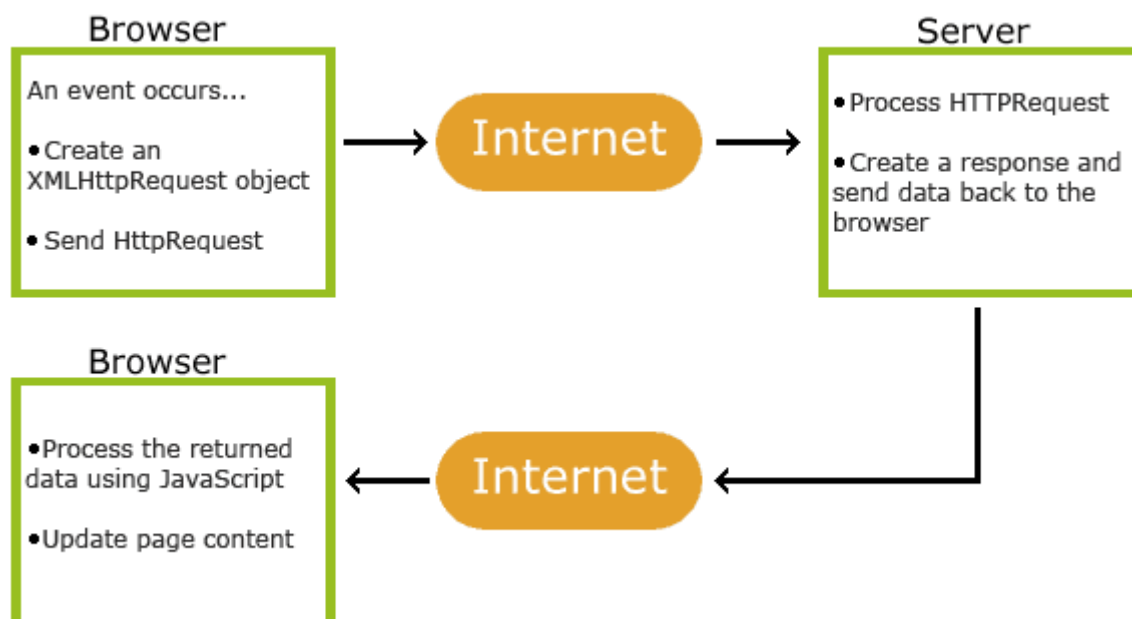 Browser
An event occurs...
•Create an
XMLHttpRequest object
• Send HttpRequest
Internet
Server
•Process HTTPRequest
•Create a response and
send data back to the
browser
Browser
•Process the returned
data using JavaScript
•Update page content
Internet